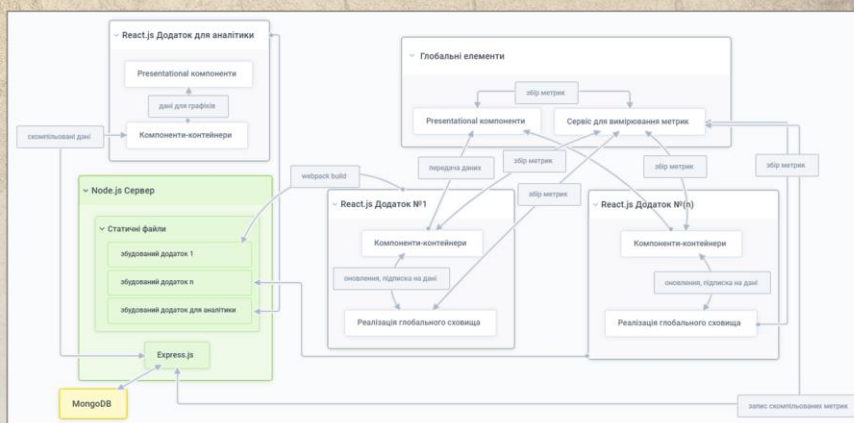 React.js Додаток для аналітики
Presentational компоненти
дані для графіків
Компоненти-контейнери
скомпільовані дані
Глобальні елементи
збір метрик
Presentational компоненти
Сервіс для вимірювання метрик
передача даних
збір метрик
збір метрик
збір метрик
збір метрик
webpack build
Node.js Сервер
Статичні файли
збудований додаток 1
збудований додаток n
збудований додаток для аналітики
Express.js
MongoDB
React.js Додаток №1
Компоненти-контейнери
оновлення, підписка на дані
Реалізація глобального сховища
React.js Додаток №(n)
Компоненти-контейнери
оновлення, підписка на дані
Реалізація глобального сховища
запис скомпільованих метрик